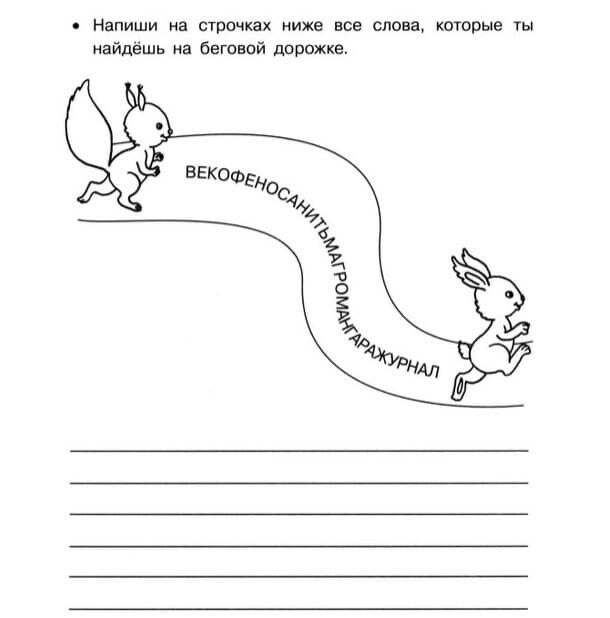 • Напиши на строчках ниже все слова, которые ты
найдёшь на беговой дорожке.
ВЕКОФЕНОСАНИТЬМАГРОМАНГАРАЖУРНАЛ